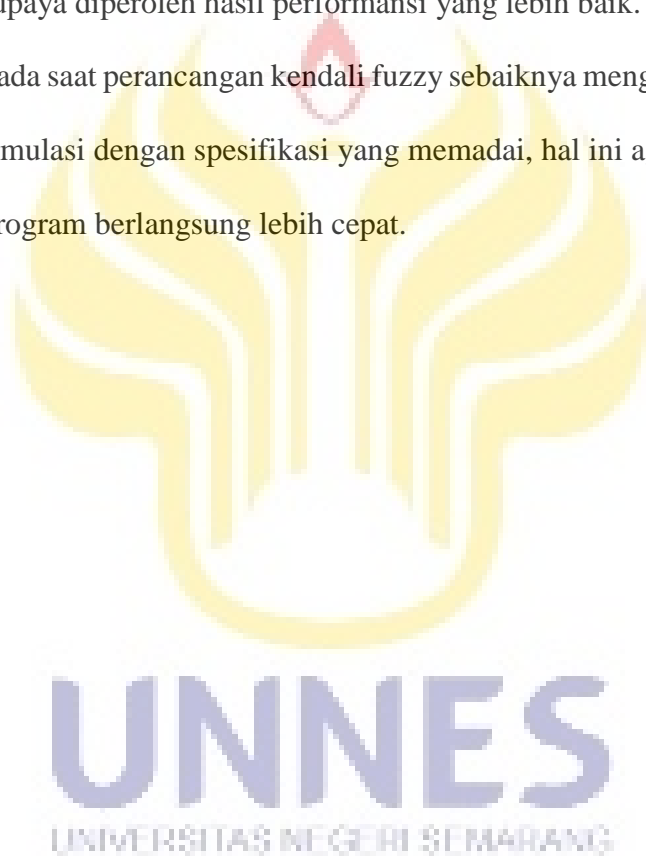 upaya diperoleh hasil performansi yang lebih baik.
ada saat perancangan kendali fuzzy sebaiknya meng
mulasi dengan spesifikasi yang memadai, hal ini a
rogram berlangsung lebih cepat.
UNNES
UNIVERSITAS NEGERI SEMARANG